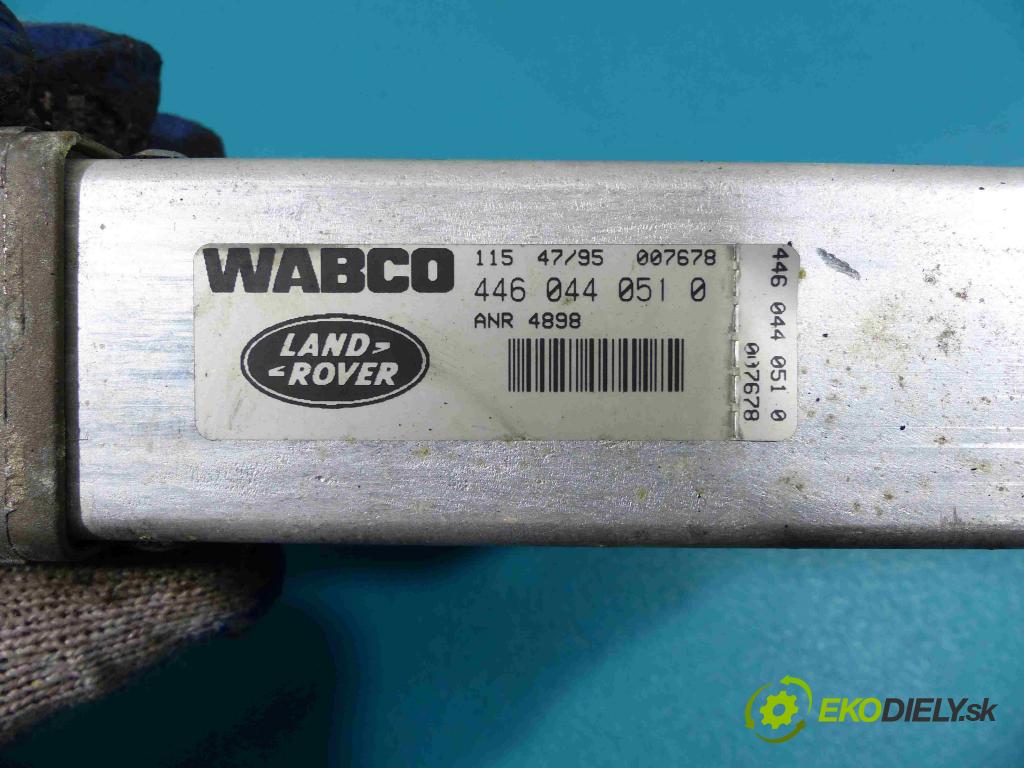 WABCO
115 47/95 007678
446 044 051 0
ANR 4898
LAND
ROVER
446 044 051 0
007678
EKODIELY.sk